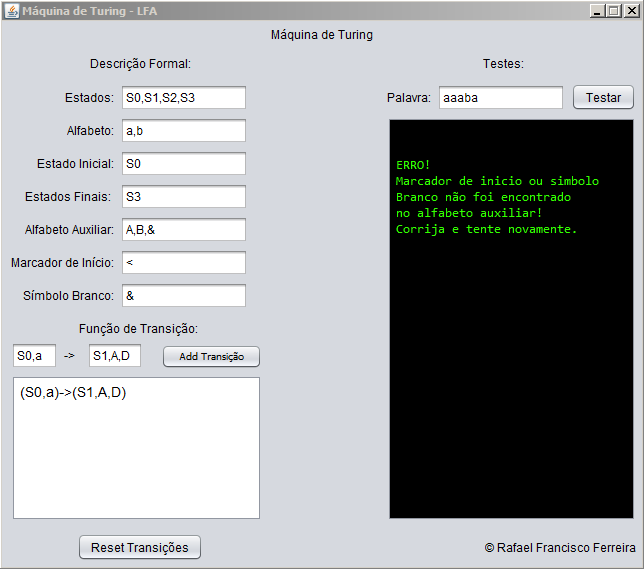 Máquina de Turing - LFA
Máquina de Turing
Descrição Formal:
Estados: S0,S1,S2,S3
Alfabeto: a,b
Estado Inicial: S0
Estados Finais: S3
Alfabeto Auxiliar: A,B,&
Marcador de Início: <
Símbolo Branco: &
Função de Transição:
S0,a -> S1,A,D Add Transição
(S0,a)->(S1,A,D)
Reset Transições
Testes:
Palavra: aaaba Testar
ERRO!
Marcador de inicio ou simbolo
Branco não foi encontrado
no alfabeto auxiliar!
Corrija e tente novamente.
© Rafael Francisco Ferreira